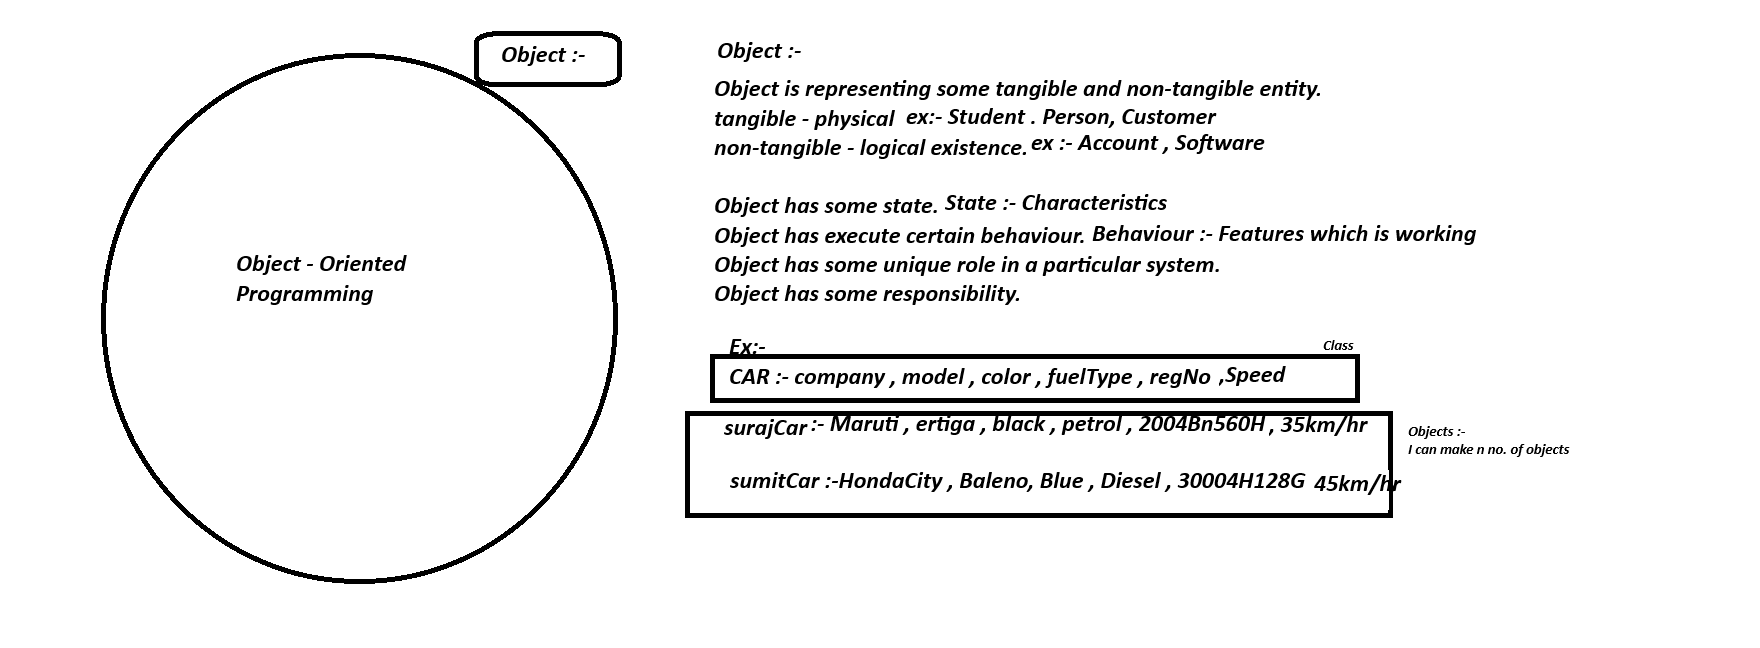 Object :-
Object - Oriented
Programming
Object :-
Object is representing some tangible and non-tangible entity.
tangible - physical ex:- Student . Person, Customer
non-tangible - logical existence. ex :- Account , Software
Object has some state. State :- Characteristics
Object has execute certain behaviour. Behaviour :- Features which is working
Object has some unique role in a particular system.
Object has some responsibility.
Ex:-
Class
CAR :- company , model , color , fuelType , regNo ,Speed
surajCar :- Maruti , ertiga , black , petrol , 2004Bn560H , 35km/hr
Objects :-
I can make n no. of objects
sumitCar :-HondaCity , Baleno, Blue , Diesel , 30004H128G 45km/hr